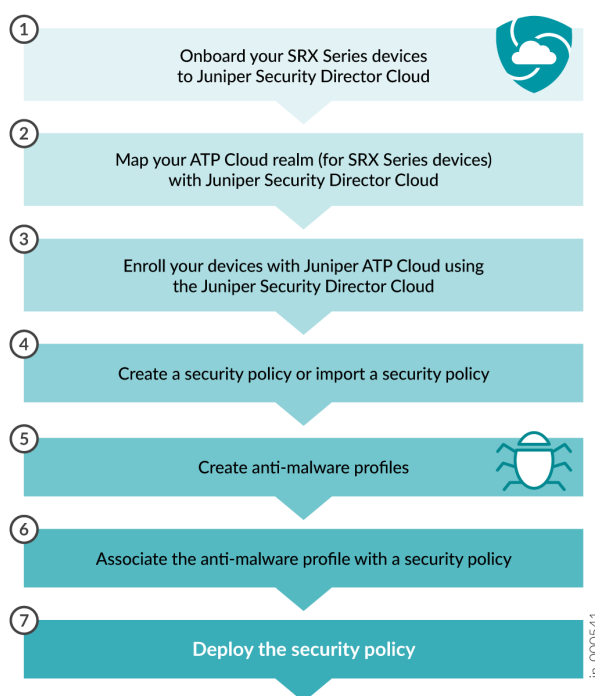 1
Onboard your SRX Series devices
to Juniper Security Director Cloud
2
Map your ATP Cloud realm (for SRX Series devices)
with Juniper Security Director Cloud
3
Enroll your devices with Juniper ATP Cloud using
the Juniper Security Director Cloud
4
Create a security policy or import a security policy
5
Create anti-malware profiles
6
Associate the anti-malware profile with a security policy
7
Deploy the security policy
jn-000541